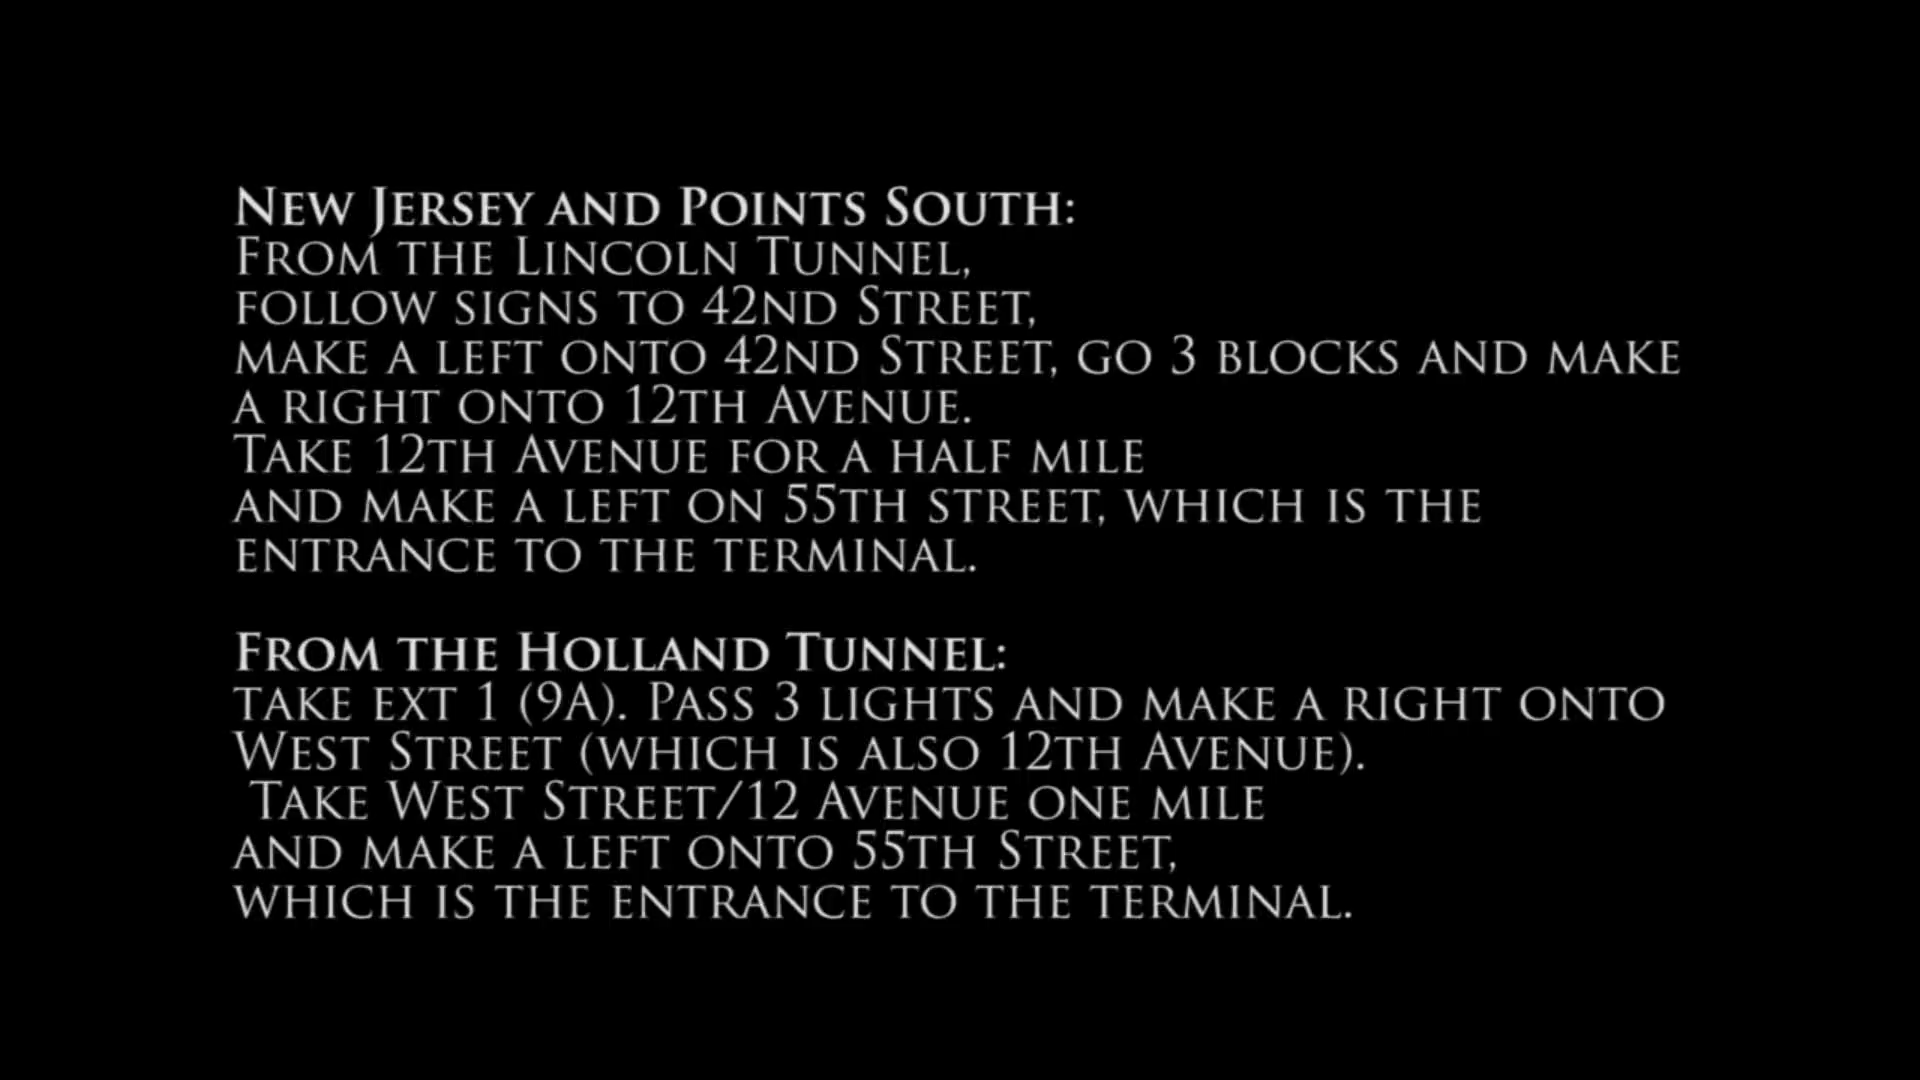 New Jersey and Points South:
From the Lincoln Tunnel,
follow signs to 42nd Street,
make a left onto 42nd Street, go 3 blocks and make
a right onto 12th Avenue.
Take 12th Avenue for a half mile
and make a left on 55th street, which is the
entrance to the terminal.
From the Holland Tunnel:
take ext 1 (9A). Pass 3 lights and make a right onto
West Street (which is also 12th Avenue).
Take West Street/12 Avenue one mile
and make a left onto 55th Street,
which is the entrance to the terminal.